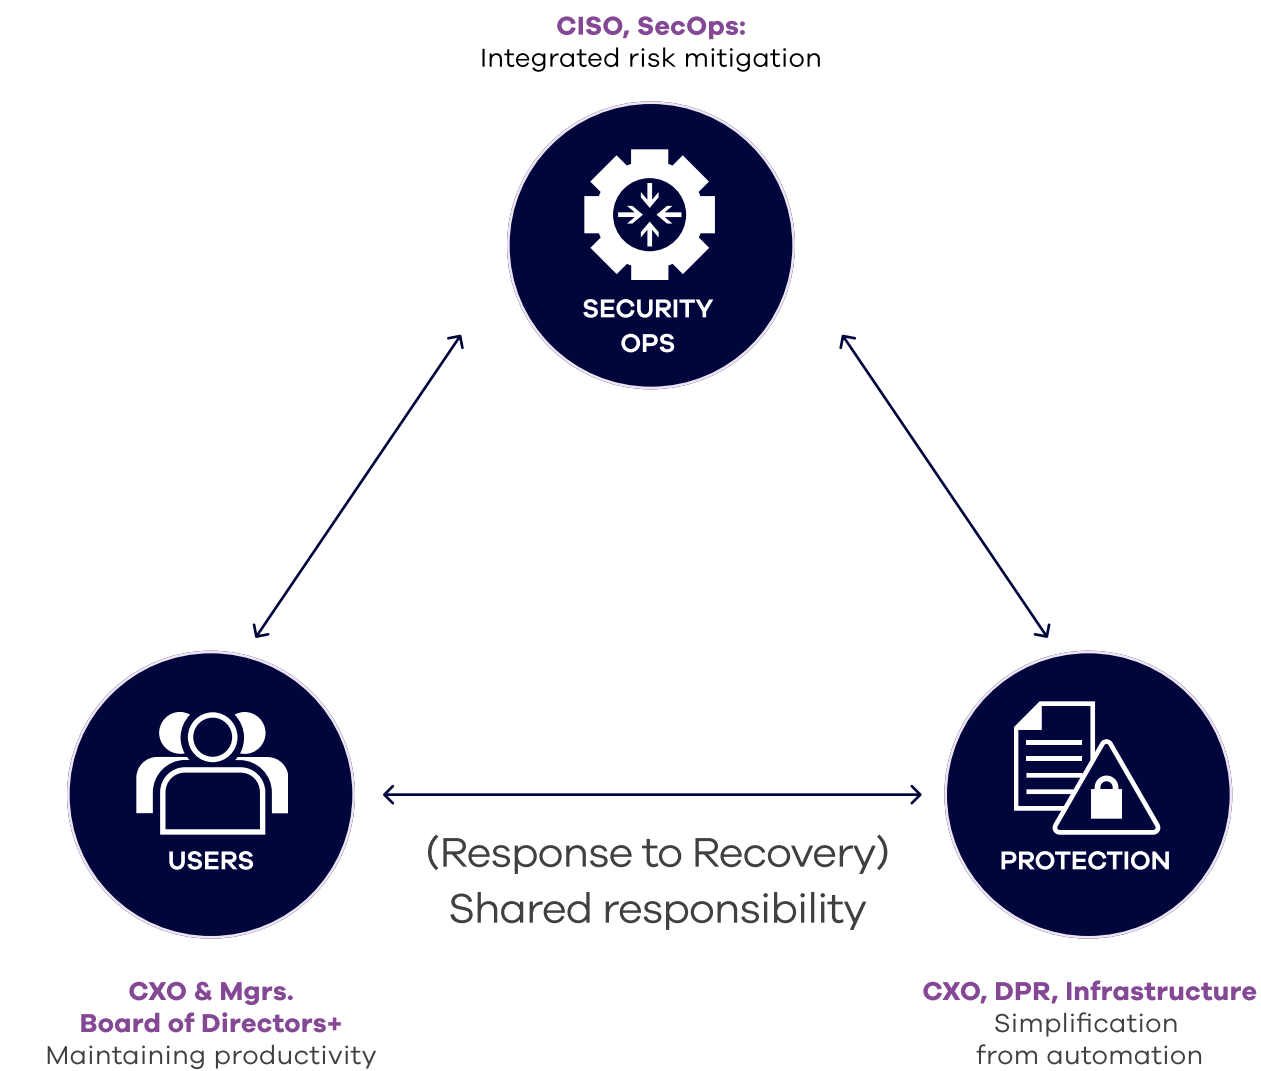 CISO, SecOps:
Integrated risk mitigation
SECURITY
OPS
USERS
PROTECTION
(Response to Recovery)
Shared responsibility
CXO & Mgrs.
Board of Directors+
Maintaining productivity
CXO, DPR, Infrastructure
Simplification
from automation